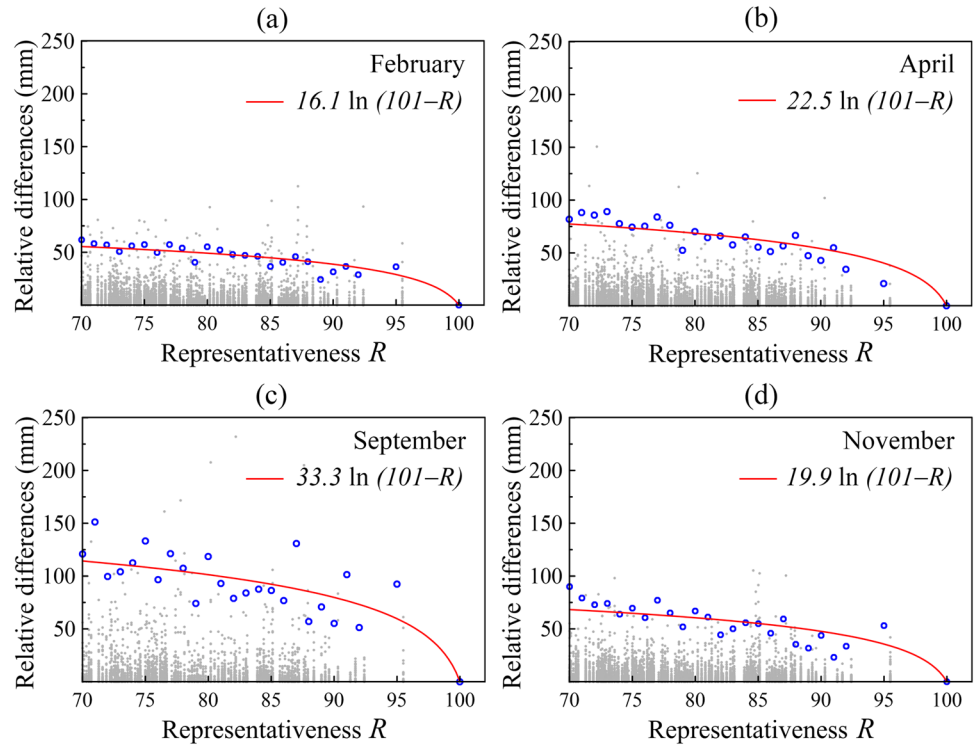 (a)
250
200
150
100
50
Relative differences (mm)
February
16.1 ln (101–R)
70 75 80 85 90 95 100
Representativeness R
(b)
250
200
150
100
50
Relative differences (mm)
April
22.5 ln (101–R)
70 75 80 85 90 95 100
Representativeness R
(c)
250
200
150
100
50
Relative differences (mm)
September
33.3 ln (101–R)
70 75 80 85 90 95 100
Representativeness R
(d)
250
200
150
100
50
Relative differences (mm)
November
19.9 ln (101–R)
70 75 80 85 90 95 100
Representativeness R